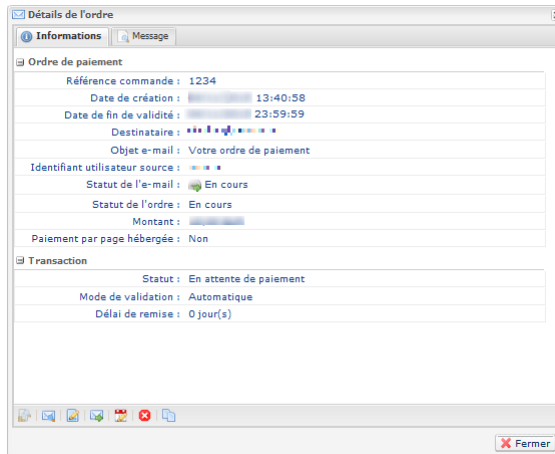 Détails de l'ordre
Informations
Message
Ordre de paiement
Référence commande : 1234
Date de création : 13:40:58
Date de fin de validité : 23:59:59
Destinataire :
Objet e-mail : Votre ordre de paiement
Identifiant utilisateur source :
Statut de l'e-mail : En cours
Statut de l'ordre : En cours
Montant :
Paiement par page hébergée : Non
Transaction
Statut : En attente de paiement
Mode de validation : Automatique
Délai de remise : 0 jour(s)
Fermer